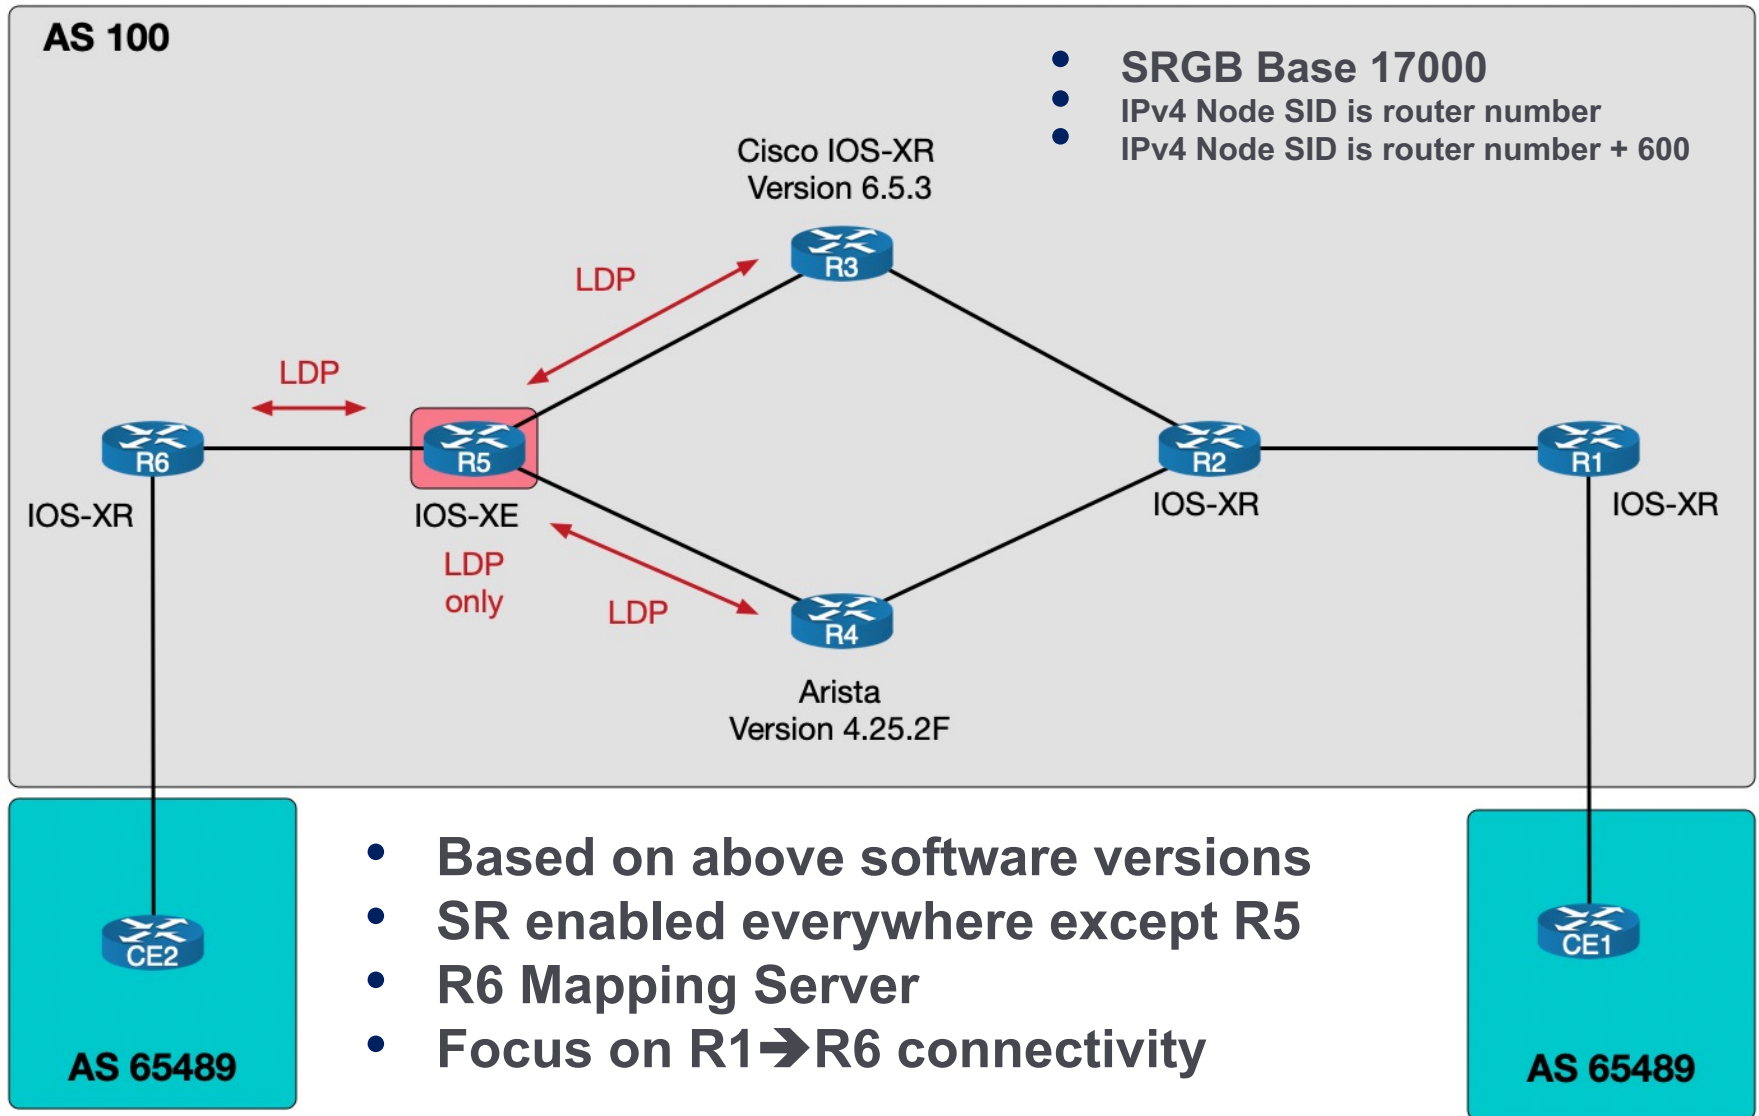 AS 100
• SRGB Base 17000
• IPv4 Node SID is router number
• IPv4 Node SID is router number + 600
Cisco IOS-XR
Version 6.5.3
R3
LDP
LDP
R6
R5
R2
R1
IOS-XR
IOS-XE
IOS-XR
IOS-XR
LDP
only
LDP
R4
Arista
Version 4.25.2F
• Based on above software versions
• SR enabled everywhere except R5
• R6 Mapping Server
• Focus on R1➔R6 connectivity
CE2
AS 65489
CE1
AS 65489